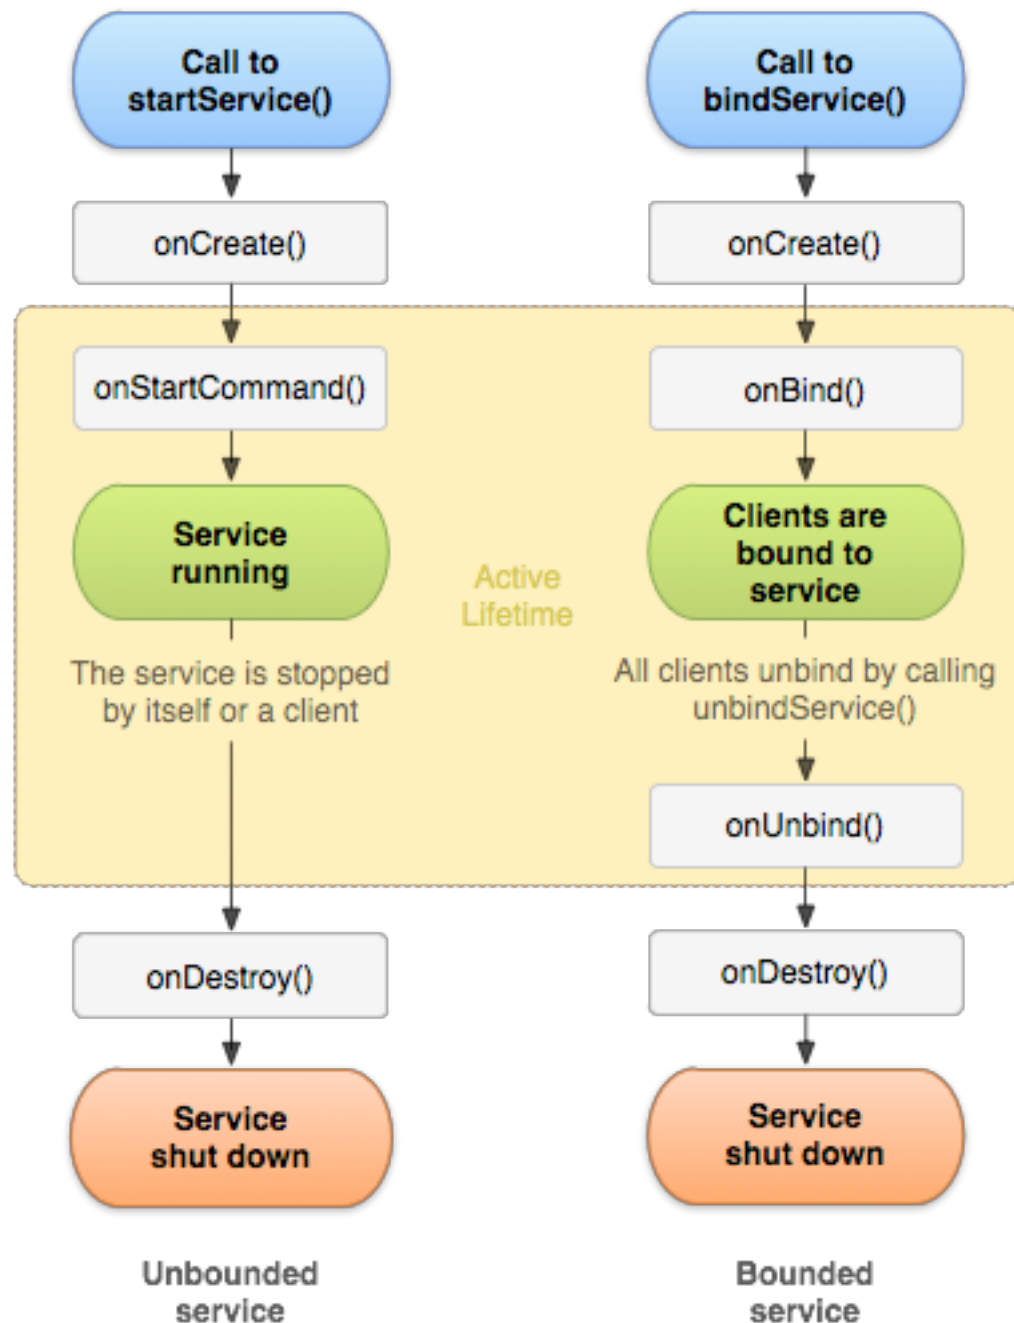 Call to
startService()
onCreate()
onStartCommand()
Service
running
The service is stopped
by itself or a client
onDestroy()
Service
shut down
Unbounded
service
Active
Lifetime
Call to
bindService()
onCreate()
onBind()
Clients are
bound to
service
All clients unbind by calling
unbindService()
onUnbind()
onDestroy()
Service
shut down
Bounded
service